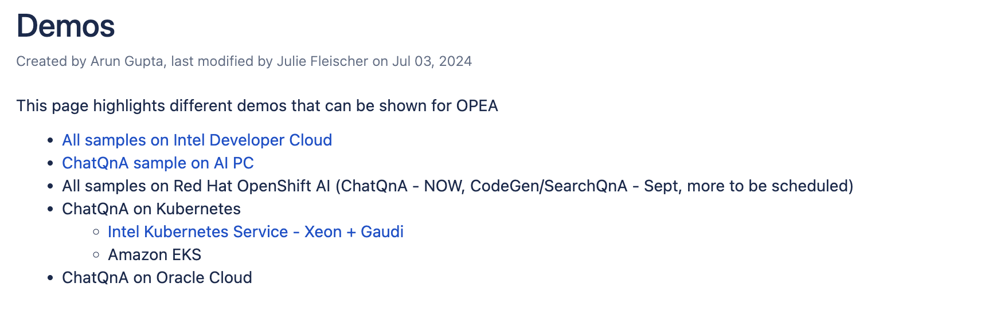 Demos
Created by Arun Gupta, last modified by Julie Fleischer on Jul 03, 2024
This page highlights different demos that can be shown for OPEA
• All samples on Intel Developer Cloud
• ChatQnA sample on AI PC
• All samples on Red Hat OpenShift AI (ChatQnA - NOW, CodeGen/SearchQnA - Sept, more to be scheduled)
• ChatQnA on Kubernetes
◦ Intel Kubernetes Service - Xeon + Gaudi
◦ Amazon EKS
• ChatQnA on Oracle Cloud